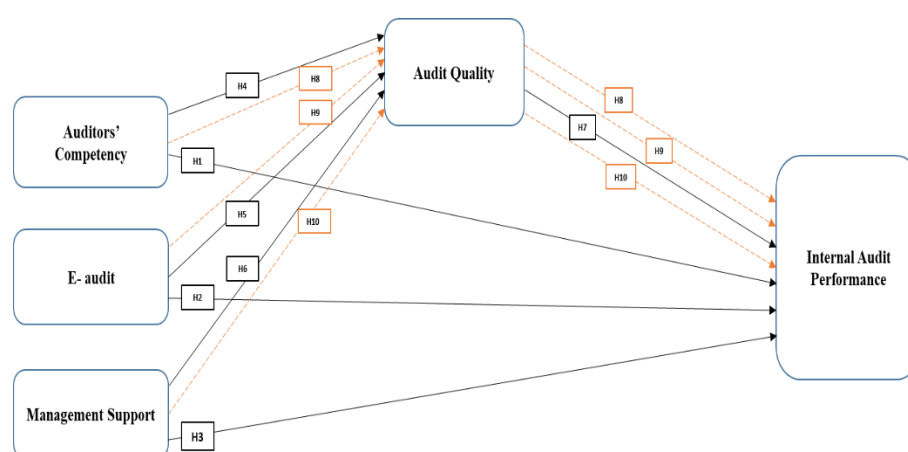 Audit Quality
H4
H8
H8
H9
H7
H9
H10
Auditors'
Competency
H1
H5
H10
Internal Audit
Performance
E- audit
H6
H2
Management Support
H3